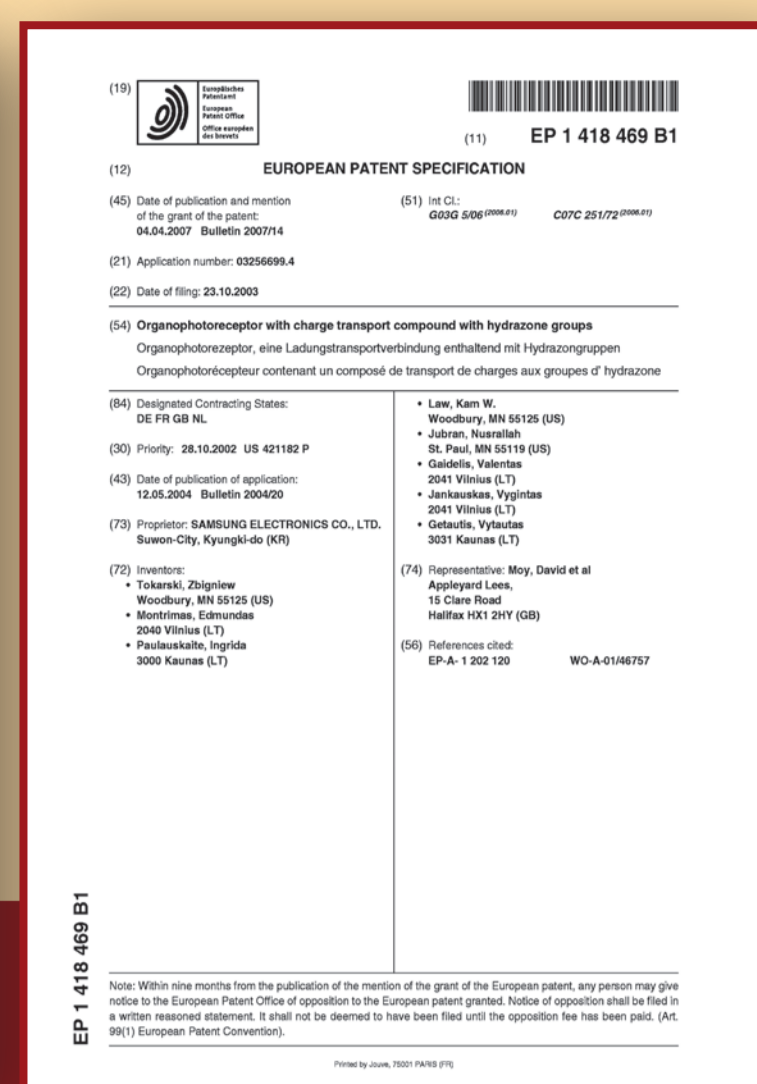 (19)
Europäisches
Patentamt
European
Patent Office
Office européen
des brevets
(11) EP 1 418 469 B1
(12) EUROPEAN PATENT SPECIFICATION
(45) Date of publication and mention
of the grant of the patent:
04.04.2007 Bulletin 2007/14
(21) Application number: 03256699.4
(22) Date of filing: 23.10.2003
(51) Int Cl.:
G03G 5/06 (2006.01) C07C 251/72 (2006.01)
(54) Organophotoreceptor with charge transport compound with hydrazone groups
Organophotorezeptor, eine Ladungstransportverbindung enthaltend mit Hydrazongruppen
Organophotorécepteur contenant un composé de transport de charges aux groupes d' hydrazone
(84) Designated Contracting States:
DE FR GB NL
(30) Priority: 28.10.2002 US 421182 P
(43) Date of publication of application:
12.05.2004 Bulletin 2004/20
(73) Proprietor: SAMSUNG ELECTRONICS CO., LTD.
Suwon-City, Kyungki-do (KR)
(72) Inventors:
• Tokarski, Zbigniew
Woodbury, MN 55125 (US)
• Montrimas, Edmundas
2040 Vilnius (LT)
• Paulauskaite, Ingrida
3000 Kaunas (LT)
• Law, Kam W.
Woodbury, MN 55125 (US)
• Jubran, Nusrallah
St. Paul, MN 55119 (US)
• Gaidelis, Valentas
2041 Vilnius (LT)
• Jankauskas, Vygintas
2041 Vilnius (LT)
• Getautis, Vytautas
3031 Kaunas (LT)
(74) Representative: Moy, David et al
Appleyard Lees,
15 Clare Road
Halifax HX1 2HY (GB)
(56) References cited:
EP-A- 1 202 120 WO-A-01/46757
EP 1 418 469 B1
Note: Within nine months from the publication of the mention of the grant of the European patent, any person may give
notice to the European Patent Office of opposition to the European patent granted. Notice of opposition shall be filed in
a written reasoned statement. It shall not be deemed to have been filed until the opposition fee has been paid. (Art.
99(1) European Patent Convention).
Printed by Jouve, 75001 PARIS (FR)